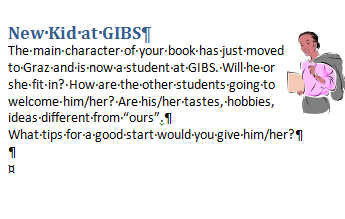 New Kid at GIBS¶
The main character of your book has just moved
to Graz and is now a student at GIBS. Will he or
she fit in? How are the other students going to
welcome him/her? Are his/her tastes, hobbies,
ideas different from “ours”.¶
What tips for a good start would you give him/her?¶
¶
¤